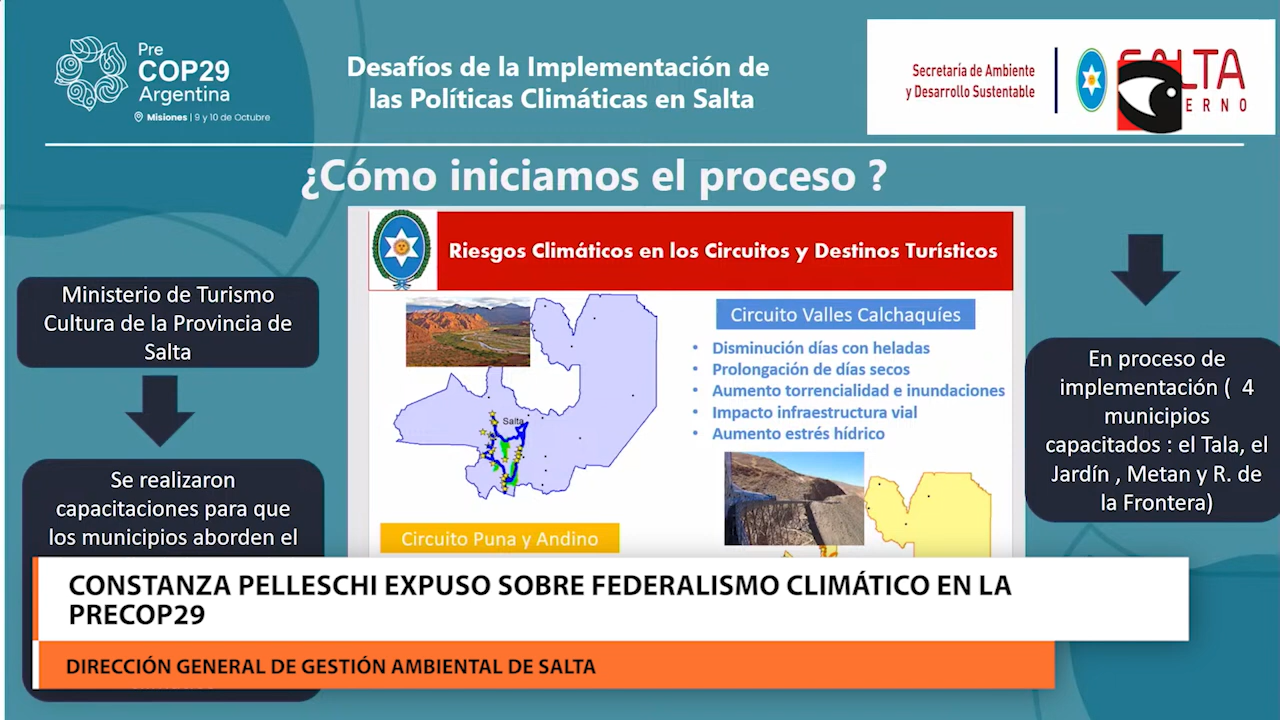 Pre
COP29
Argentina
Misiones | 9 y 10 de Octubre
Desafíos de la Implementación de
las Políticas Climáticas en Salta
Secretaría de Ambiente
y Desarrollo Sustentable
¿Cómo iniciamos el proceso ?
Riesgos Climáticos en los Circuitos y Destinos Turísticos
Ministerio de Turismo
Cultura de la Provincia de
Salta
Se realizaron
capacitaciones para que
los municipios aborden el
Salta
Circuito Puna y Andino
Circuito Valles Calchaquíes
• Disminución días con heladas
• Prolongación de días secos
• Aumento torrencialidad e inundaciones
• Impacto infraestructura vial
• Aumento estrés hídrico
En proceso de
implementación ( 4
municipios
capacitados : el Tala, el
Jardín , Metan y R. de
la Frontera)
CONSTANZA PELLESCHI EXPUSO SOBRE FEDERALISMO CLIMÁTICO EN LA
PRECOP29
DIRECCIÓN GENERAL DE GESTIÓN AMBIENTAL DE SALTA